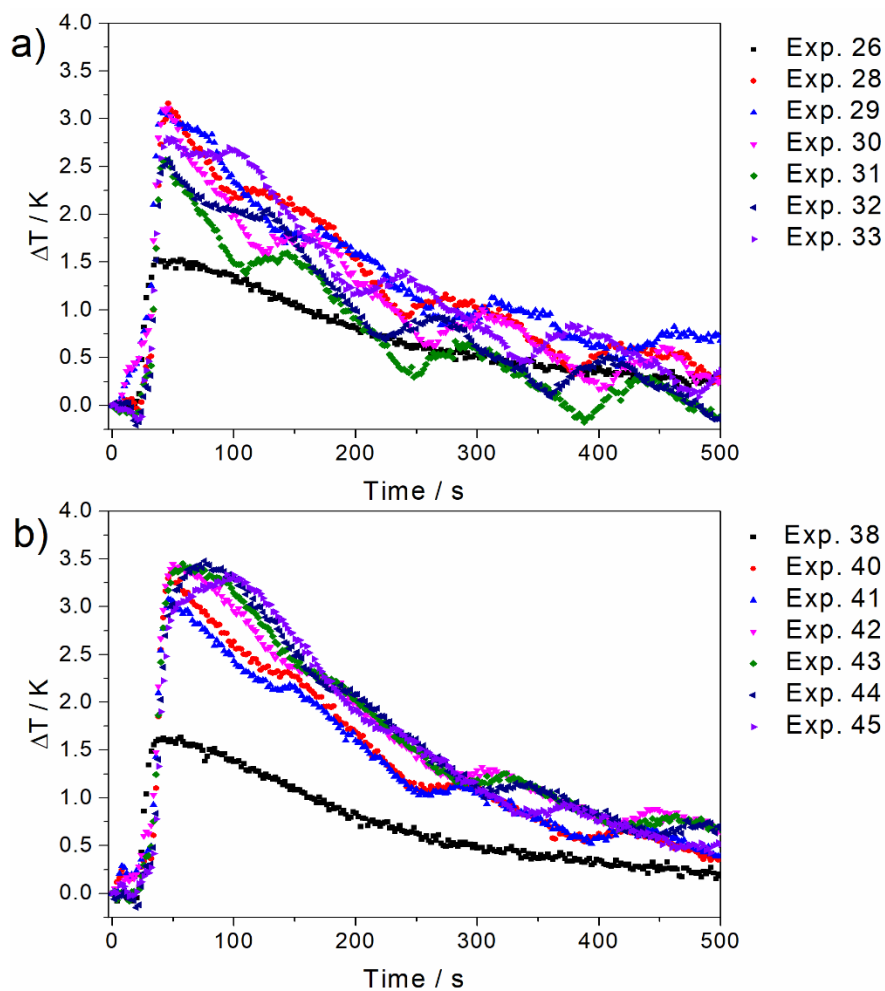 a)
ΔT / K
4.0
3.5
3.0
2.5
2.0
1.5
1.0
0.5
0.0
0 100 200 300 400 500
Time / s
Exp. 26
Exp. 28
Exp. 29
Exp. 30
Exp. 31
Exp. 32
Exp. 33
b)
ΔT / K
4.0
3.5
3.0
2.5
2.0
1.5
1.0
0.5
0.0
0 100 200 300 400 500
Time / s
Exp. 38
Exp. 40
Exp. 41
Exp. 42
Exp. 43
Exp. 44
Exp. 45